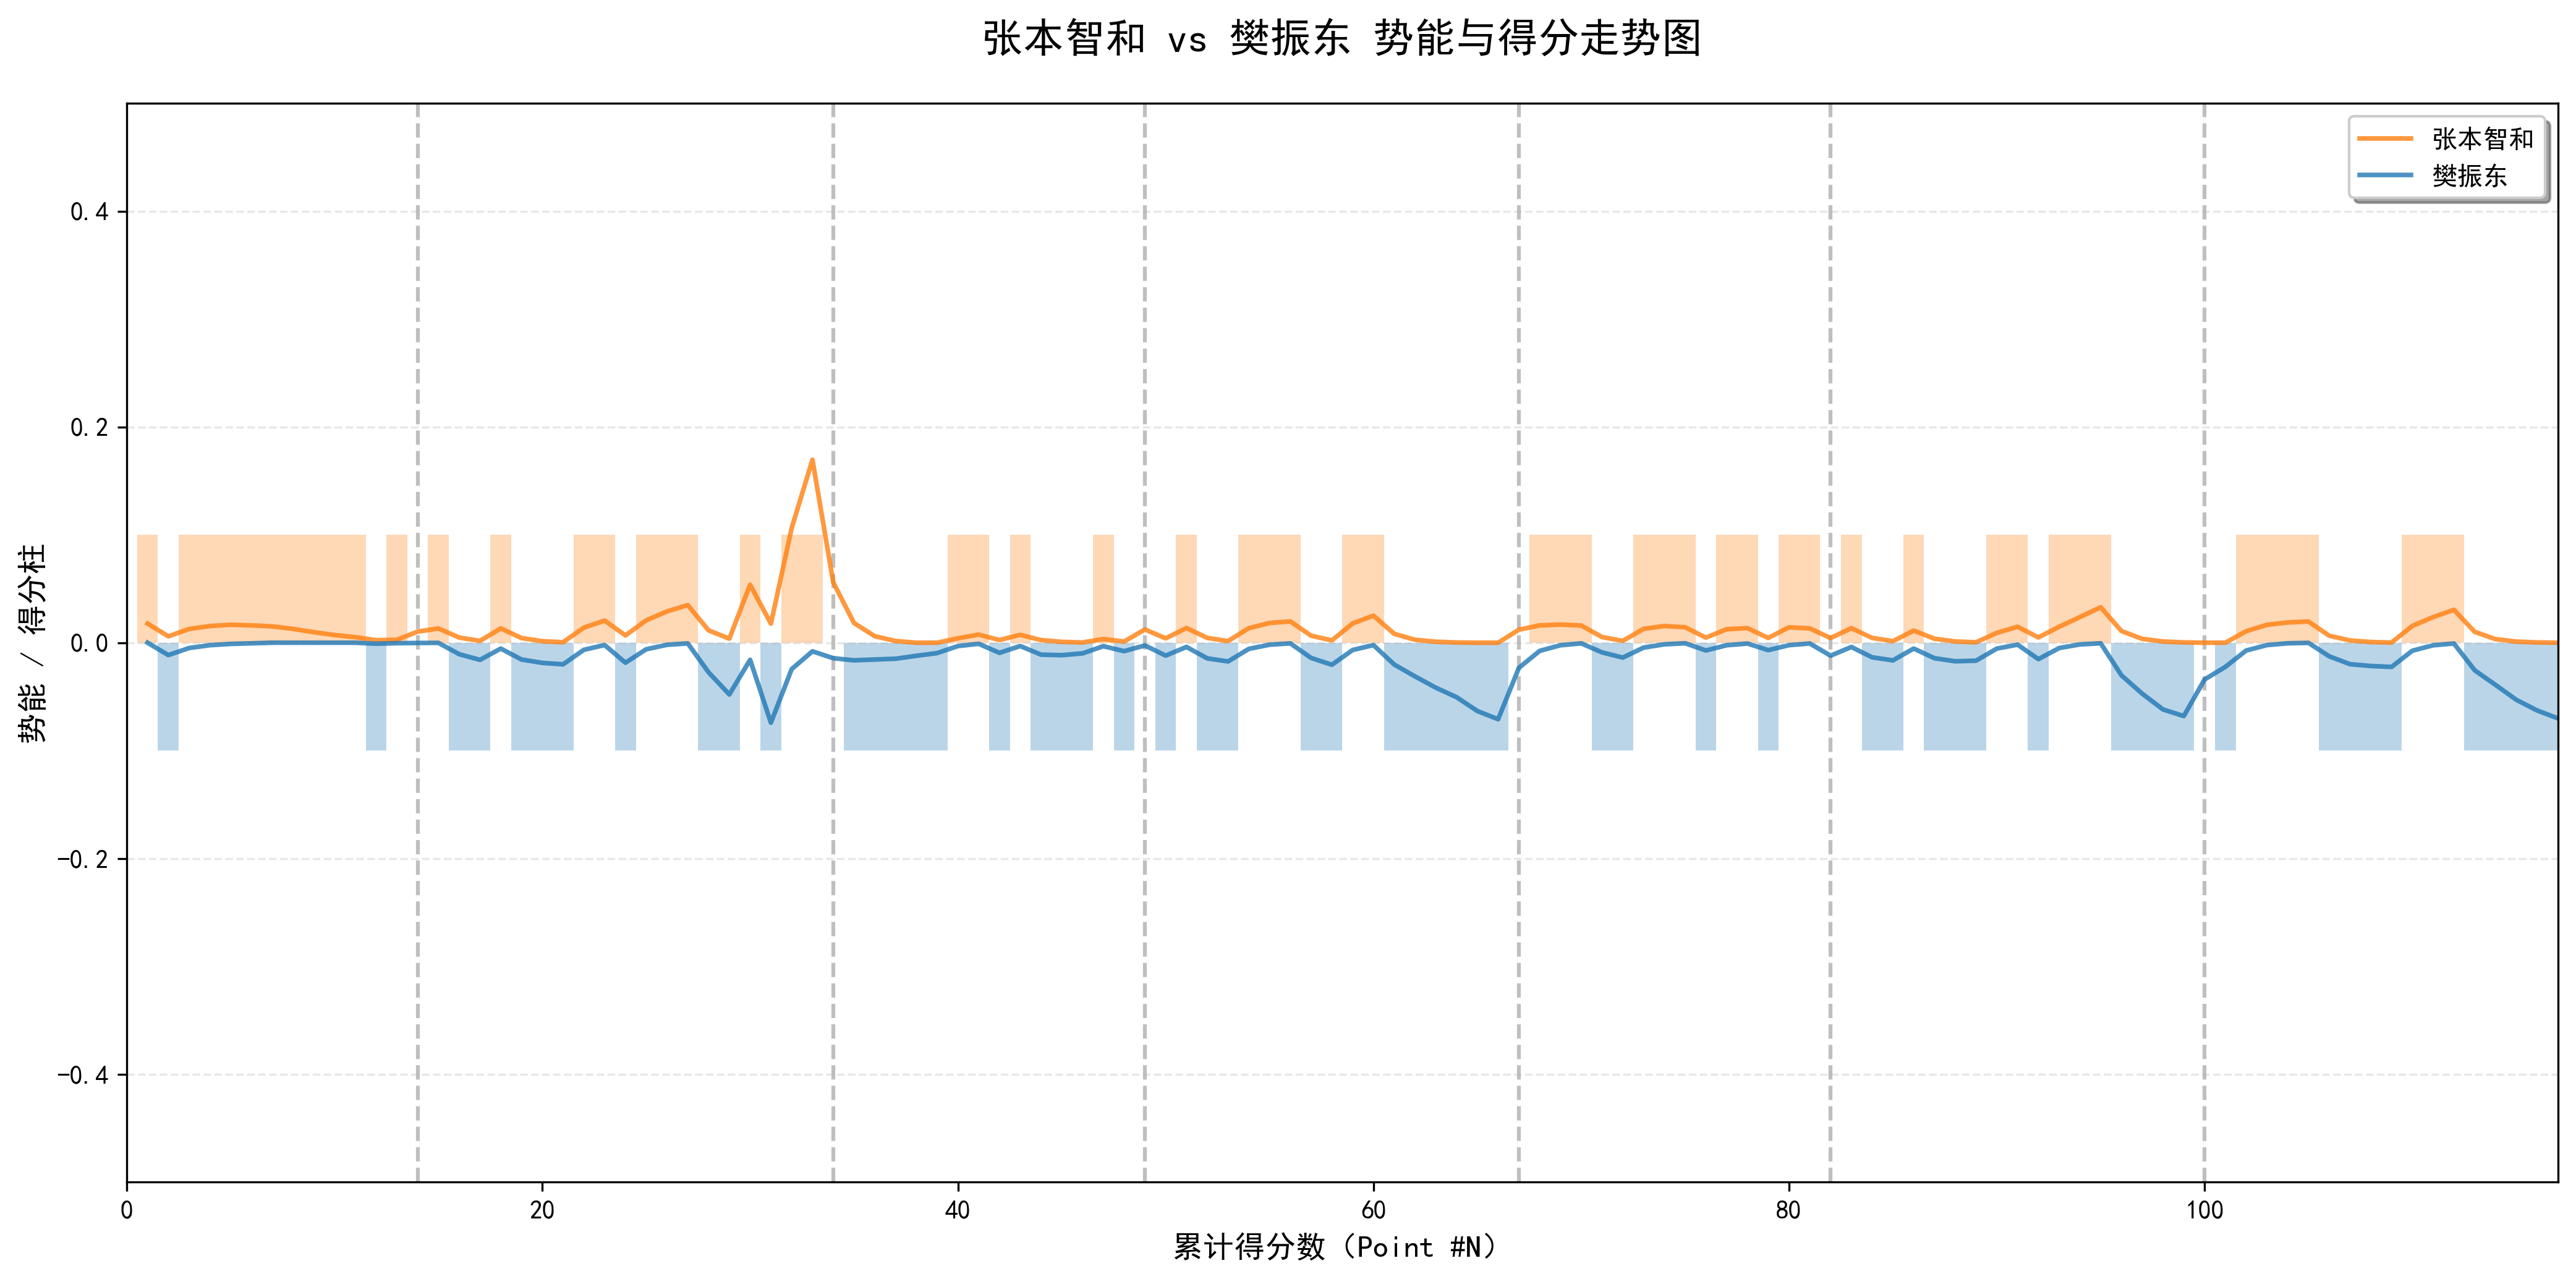 张本智和 vs 樊振东 势能与得分走势图
张本智和
樊振东
势能 / 得分柱
0.4
0.2
0.0
−0.2
−0.4
0 20 40 60 80 100
累计得分数（Point #N）